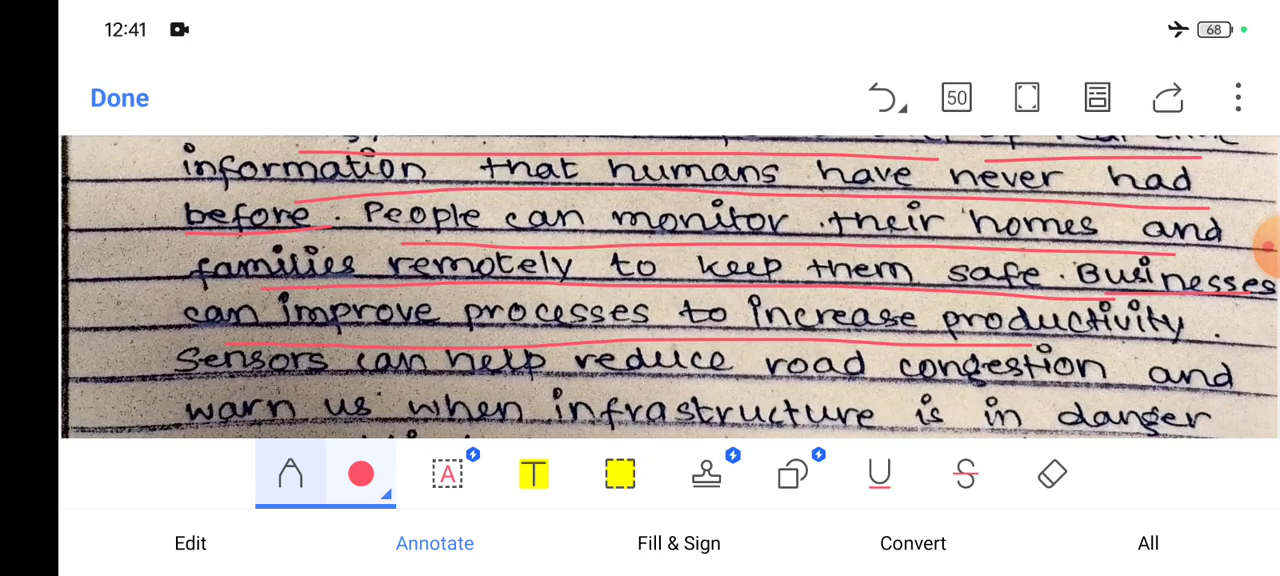 12:41
68
Done
50
information that humans have never had
before. People can monitor their homes and
families remotely to keep them safe. Businesses
can improve processes to increase productivity.
Sensors can help reduce road congestion and
warn us when infrastructure is in danger
A
T
U
S
Edit
Annotate
Fill & Sign
Convert
All